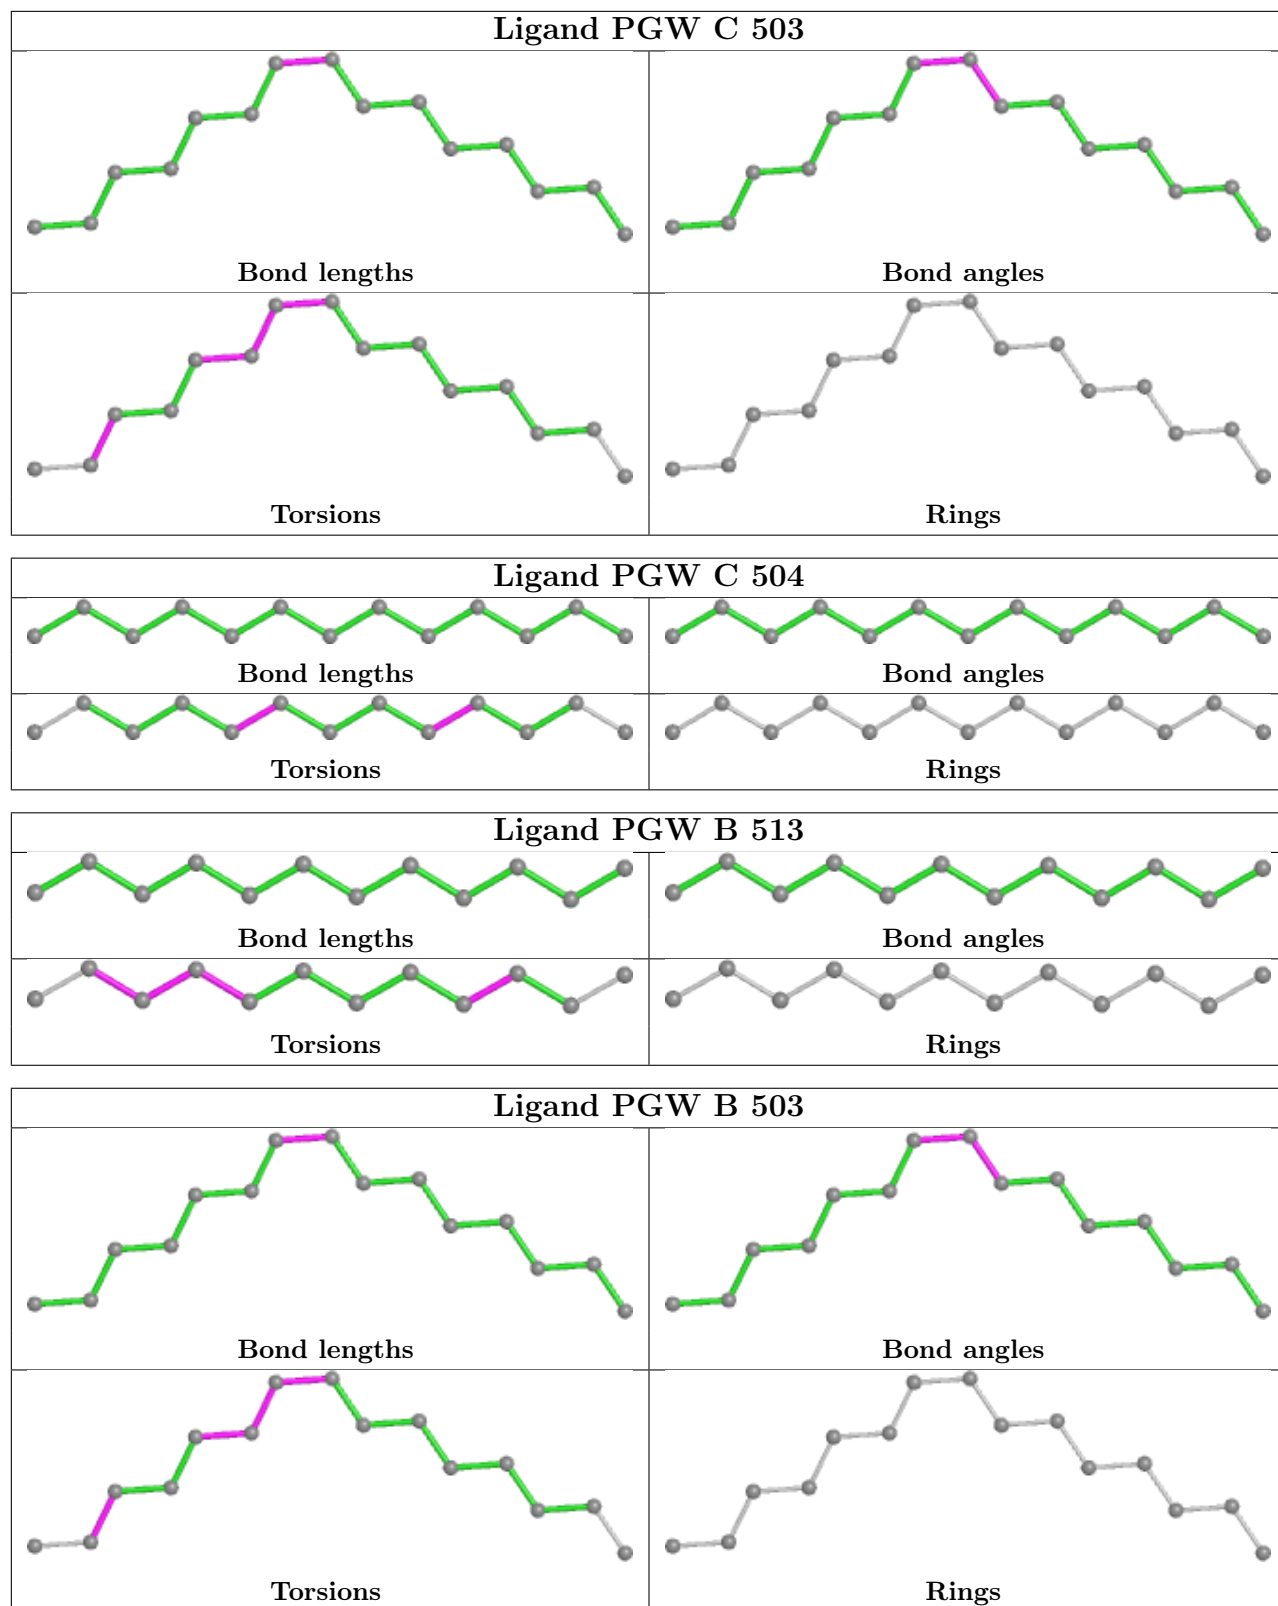 Ligand PGW C 503
Bond lengths
Bond angles
Torsions
Rings
Ligand PGW C 504
Bond lengths
Bond angles
Torsions
Rings
Ligand PGW B 513
Bond lengths
Bond angles
Torsions
Rings
Ligand PGW B 503
Bond lengths
Bond angles
Torsions
Rings